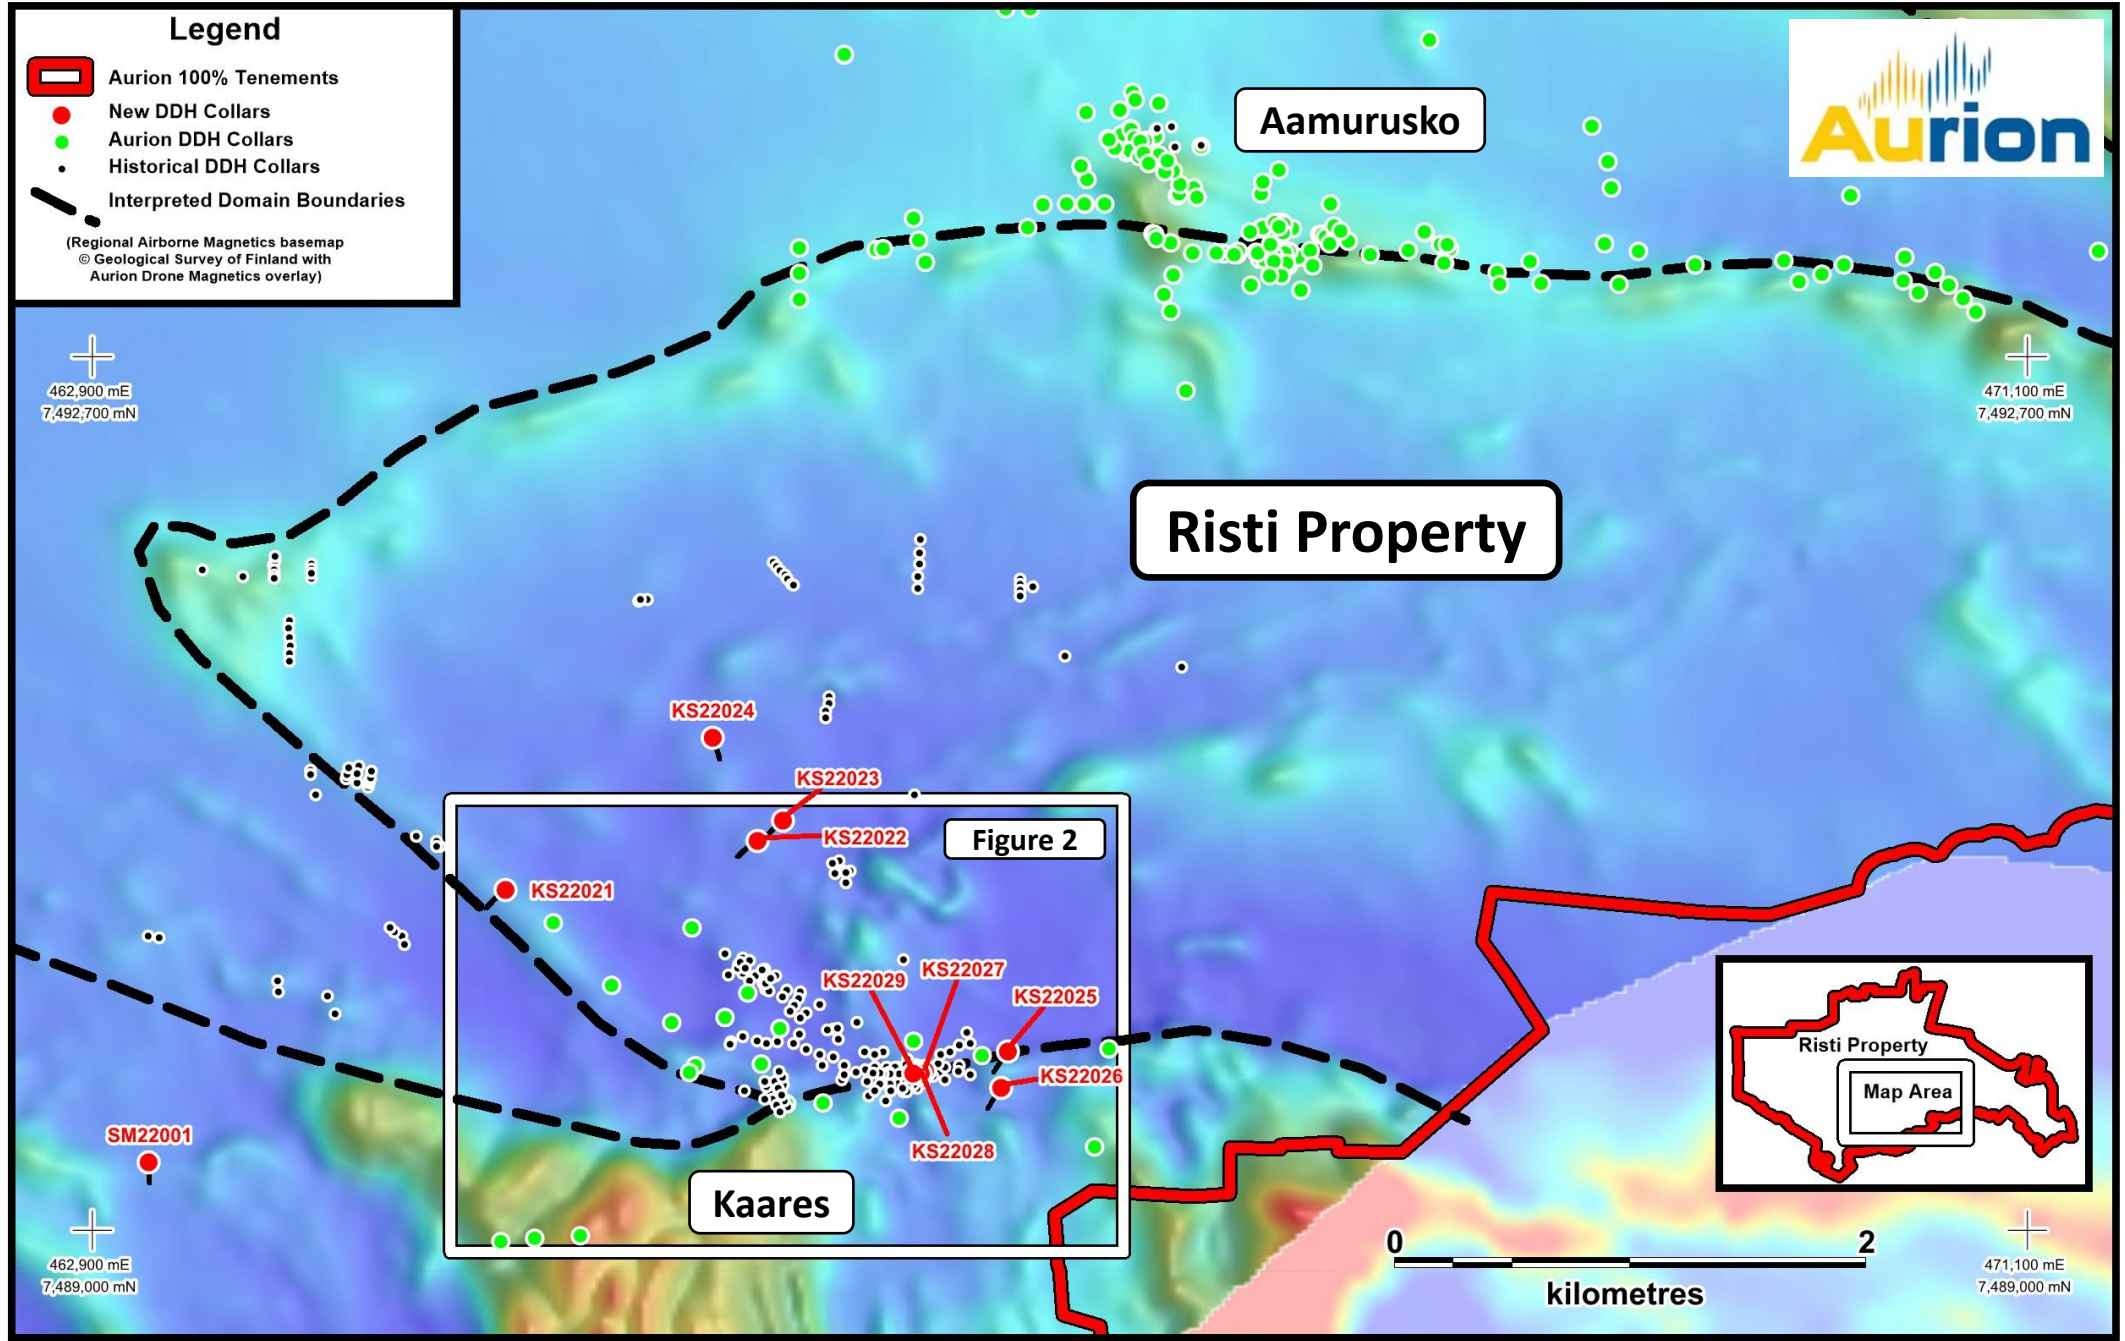 Legend
Aurion 100% Tenements
New DDH Collars
Aurion DDH Collars
Historical DDH Collars
Interpreted Domain Boundaries
(Regional Airborne Magnetics basemap
© Geological Survey of Finland with
Aurion Drone Magnetics overlay)
Aamurusko
Aurion
462,900 mE
7,492,700 mN
471,100 mE
7,492,700 mN
Risti Property
KS22024
KS22023
KS22022
Figure 2
KS22021
KS22029
KS22027
KS22025
KS22026
KS22028
SM22001
Kaares
Risti Property
Map Area
462,900 mE
7,489,000 mN
0
2
kilometres
471,100 mE
7,489,000 mN